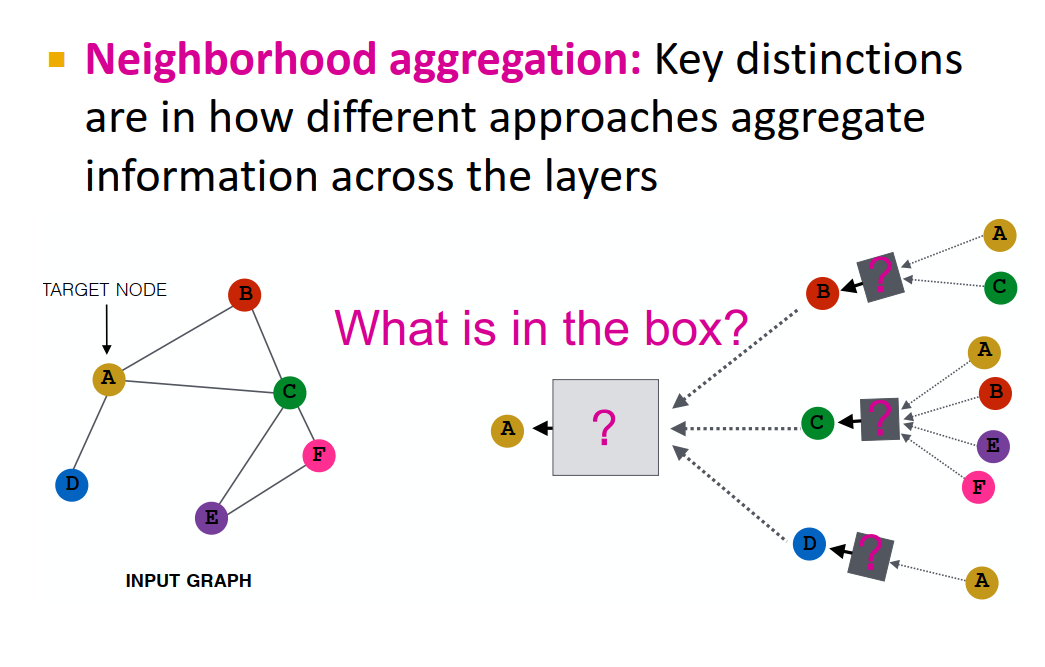 Neighborhood aggregation: Key distinctions
are in how different approaches aggregate
information across the layers
TARGET NODE
B
A
C
F
D
E
INPUT GRAPH
What is in the box?
A
?
B
?
A
C
C
?
A
B
E
F
D
?
A